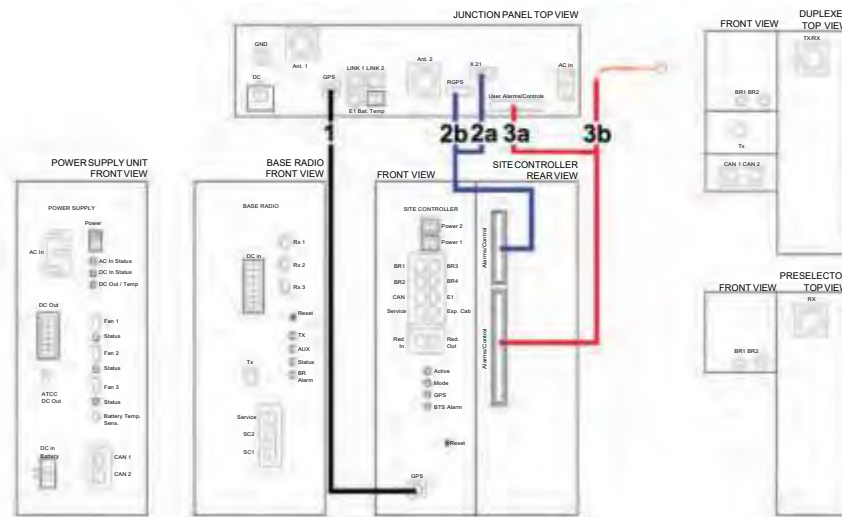 JUNCTION PANEL TOP VIEW
GND
Ant. 1
DC
GPS
LINK 1 LINK 2
E1 Bat. Temp
Ant. 2
RGPS
X.21
User Alarms/Controls
AC in
1
2b
2a
3a
3b
POWER SUPPLY UNIT
FRONT VIEW
POWER SUPPLY
Power
AC In
AC In Status
DC In Status
DC Out / Temp
DC Out
Fan 1
Status
Fan 2
Status
Fan 3
Status
ATCC
DC Out
Battery Temp.
Sens.
DC in
Battery
CAN 1
CAN 2
BASE RADIO
FRONT VIEW
BASE RADIO
DC in
Rx 1
Rx 2
Rx 3
Reset
TX
AUX
Status
BR
Alarm
Tx
Service
SC2
SC1
FRONT VIEW
SITE CONTROLLER
REAR VIEW
SITE CONTROLLER
Power 2
Power 1
BR1
BR3
BR2
BR4
CAN
E1
Service
Exp. Cab
Red
In
Red.
Out
Active
Mode
GPS
BTS Alarm
Reset
GPS
Alarms/Control
Alarms/Control
FRONT VIEW
DUPLEXE
TOP VIEW
TX/RX
BR1 BR2
Tx
CAN 1 CAN 2
FRONT VIEW
PRESELECTO
TOP VIEW
RX
BR1 BR2